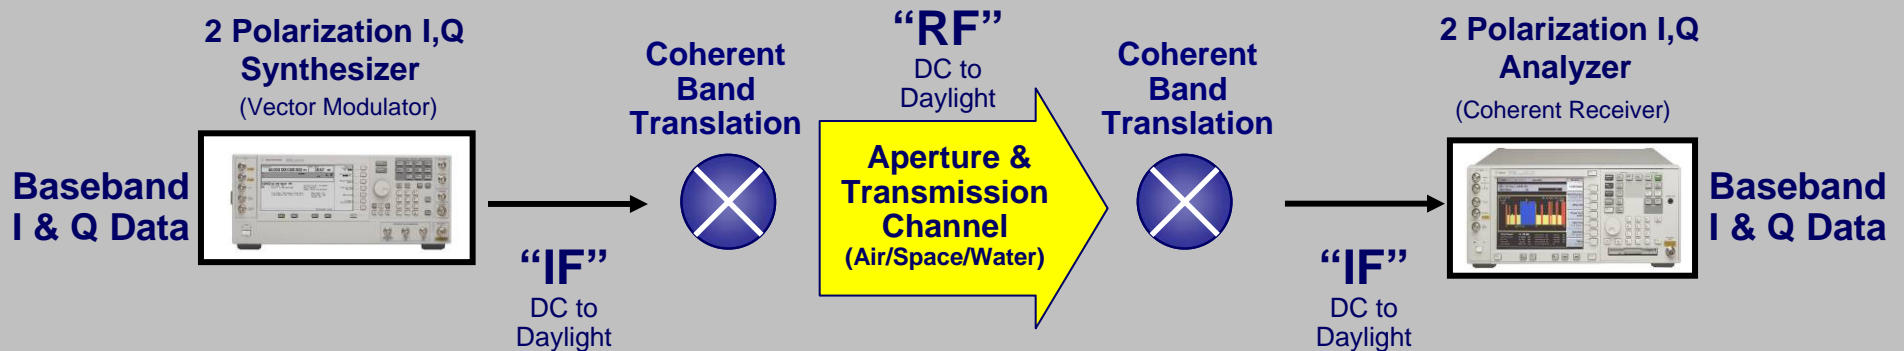 Baseband
I & Q Data
2 Polarization I,Q
Synthesizer
(Vector Modulator)
“IF”
DC to
Daylight
Coherent
Band
Translation
“RF”
DC to
Daylight
Aperture &
Transmission
Channel
(Air/Space/Water)
Coherent
Band
Translation
“IF”
DC to
Daylight
2 Polarization I,Q
Analyzer
(Coherent Receiver)
Baseband
I & Q Data